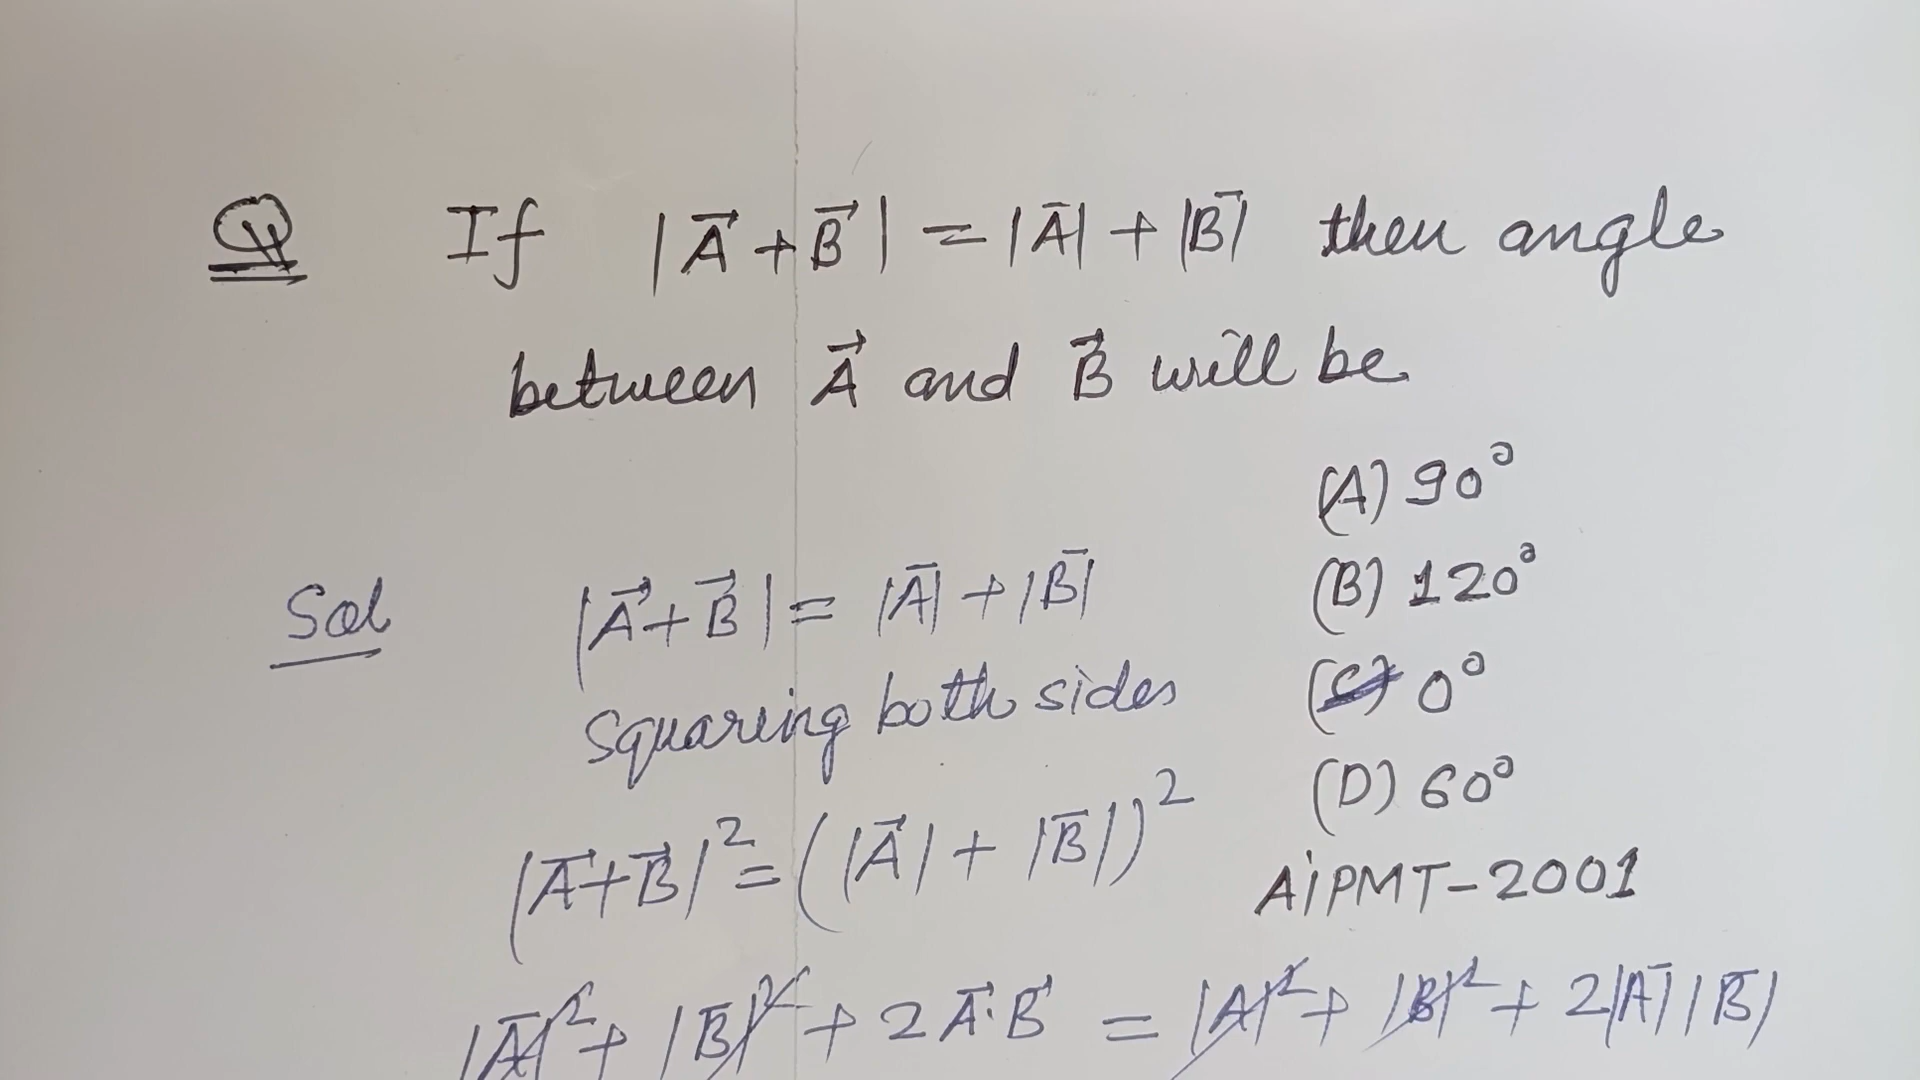 Q If |A⃗ + B⃗| = |A̅| + |B̅| then angle
between A⃗ and B⃗ will be
(A) 90°
(B) 120°
(C) 0°
(D) 60°
AiPMT-2001
Sol |A⃗ + B⃗| = |A̅| + |B̅|
squaring both sides
|A⃗ + B⃗|² = (|A⃗| + |B̅|)²
|A̅|² + |B̅|² + 2 A⃗·B⃗ = |A|² + |B|² + 2|A̅||B̅|